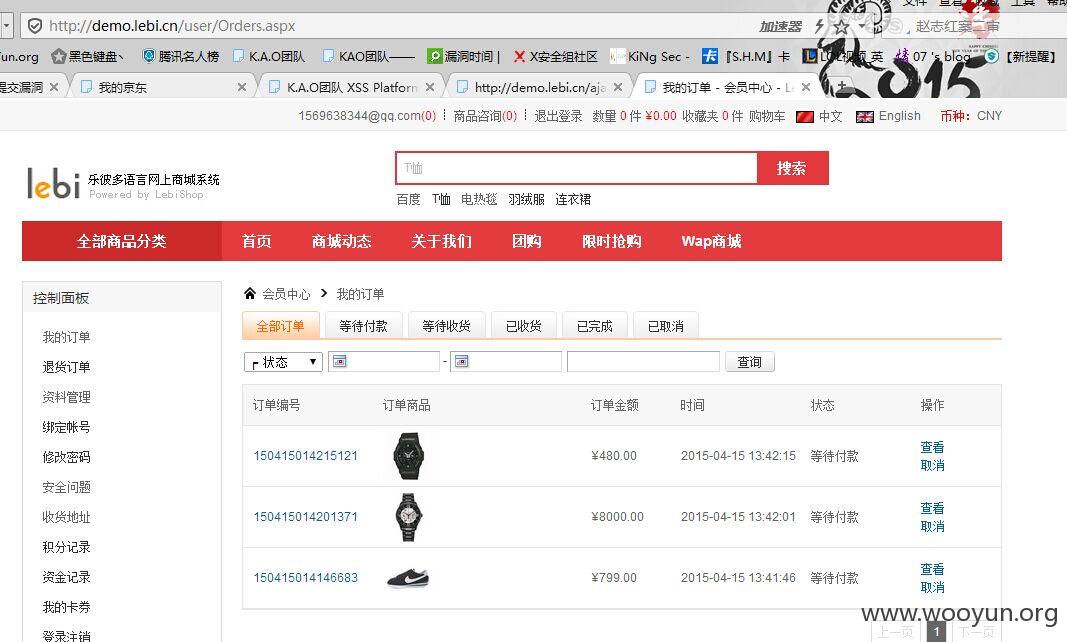 文件 查看 收藏 工具 帮助
http://demo.lebi.cn/user/Orders.aspx 加速器
un.org 黑色键盘 腾讯名人榜 K.A.O团队 KAO团队—— 漏洞时间 | X安全组社区 KiNg Sec - 『S.H.M』卡 LOL视频_英 情 07 's blog 【新提醒】
提交漏洞 我的京东 K.A.O团队 XSS Platform http://demo.lebi.cn/aja 我的订单 - 会员中心 - Le
1569638344@qq.com(0) 商品咨询(0) 退出登录 数量 0 件 ¥0.00 收藏夹 0 件 购物车 中文 English 币种: CNY
lebi 乐彼多语言网上商城系统
Powered by LebiShop
T恤 搜索
百度 T恤 电热毯 羽绒服 连衣裙
全部商品分类 首页 商城动态 关于我们 团购 限时抢购 Wap商城
控制面板
我的订单
退货订单
资料管理
绑定帐号
修改密码
安全问题
收货地址
积分记录
资金记录
我的卡券
登录注销
会员中心 我的订单
全部订单 等待付款 等待收货 已收货 已完成 已取消
┌ 状态 - 查询
订单编号 订单商品 订单金额 时间 状态 操作
150415014215121 ¥480.00 2015-04-15 13:42:15 等待付款 查看
取消
150415014201371 ¥8000.00 2015-04-15 13:42:01 等待付款 查看
取消
150415014146683 ¥799.00 2015-04-15 13:41:46 等待付款 查看
取消
www.wooyun.org
上一页 1 下一页